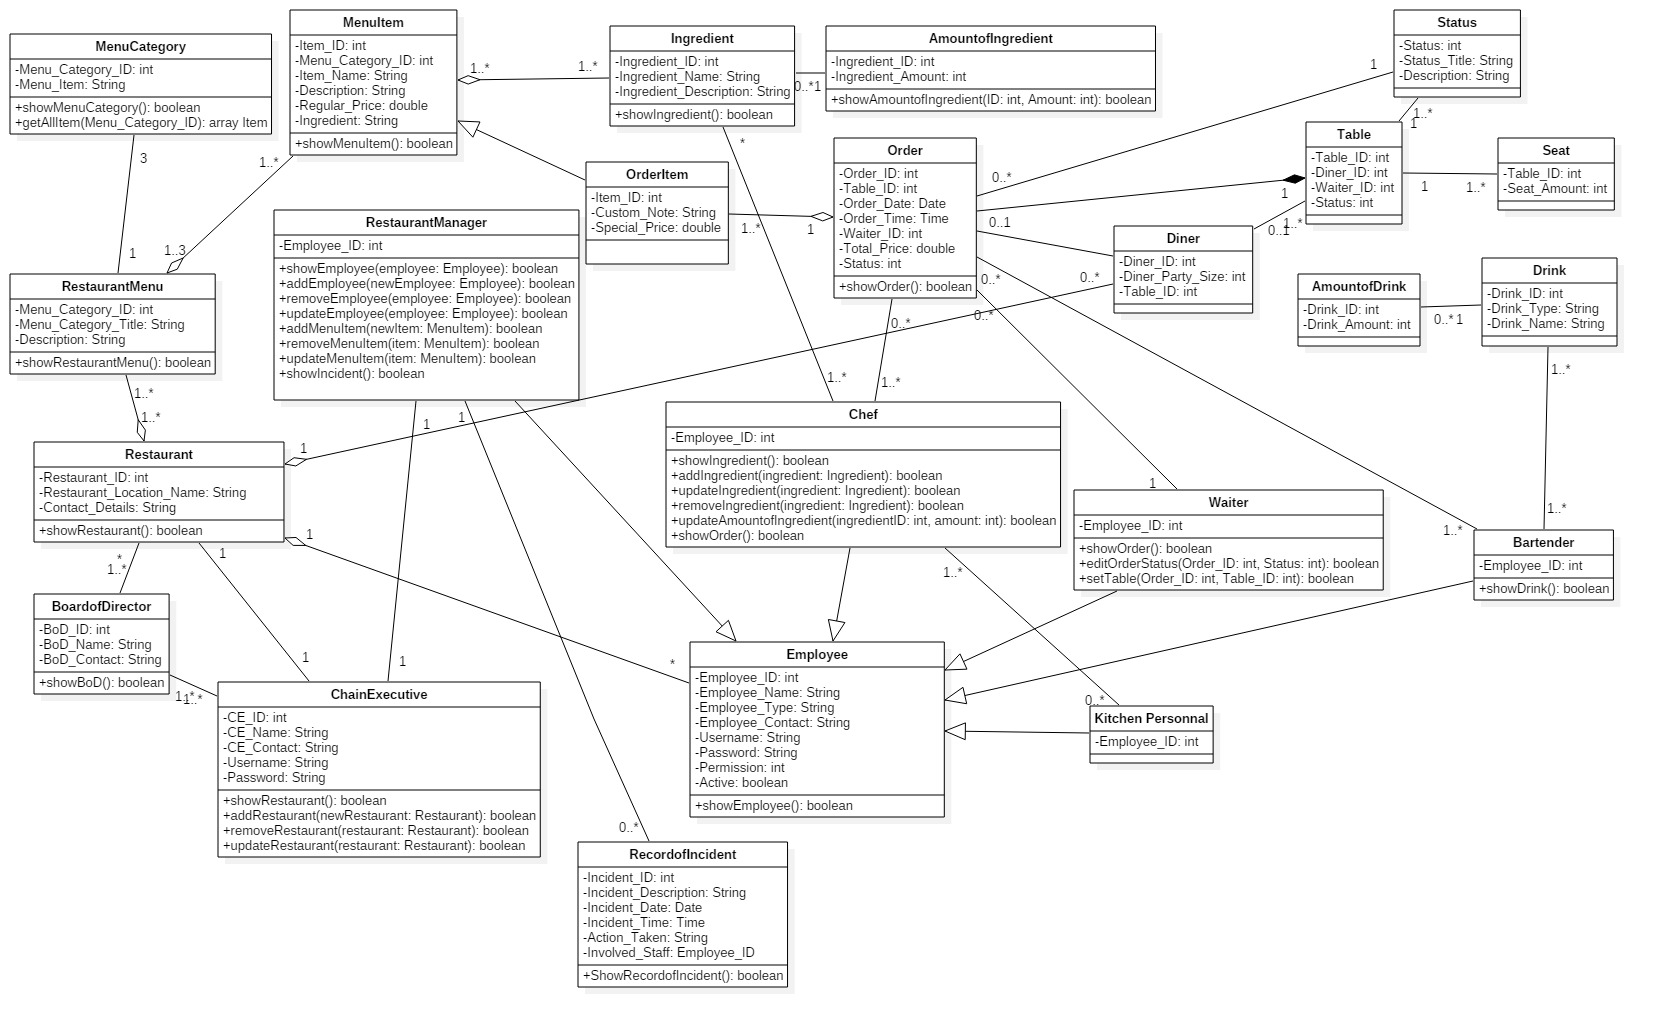 MenuCategory
-Menu_Category_ID: int
-Menu_Item: String
+showMenuCategory(): boolean
+getAllItem(Menu_Category_ID): array Item
MenuItem
-Item_ID: int
-Menu_Category_ID: int
-Item_Name: String
-Description: String
-Regular_Price: double
-Ingredient: String
+showMenuItem(): boolean
1..*
1..*
Ingredient
-Ingredient_ID: int
-Ingredient_Name: String
-Ingredient_Description: String
+showIngredient(): boolean
0..*
1
AmountofIngredient
-Ingredient_ID: int
-Ingredient_Amount: int
+showAmountofIngredient(ID: int, Amount: int): boolean
Status
-Status: int
-Status_Title: String
-Description: String
1
1..*
1
Table
-Table_ID: int
-Diner_ID: int
-Waiter_ID: int
-Status: int
1
1..*
Seat
-Table_ID: int
-Seat_Amount: int
Order
-Order_ID: int
-Table_ID: int
-Order_Date: Date
-Order_Time: Time
-Waiter_ID: int
-Total_Price: double
-Status: int
+showOrder(): boolean
0..*
1
0..1
0..*
0..*
0..*
0..*
OrderItem
-Item_ID: int
-Custom_Note: String
-Special_Price: double
1..*
1
*
3
1
1..*
1..3
RestaurantManager
-Employee_ID: int
+showEmployee(employee: Employee): boolean
+addEmployee(newEmployee: Employee): boolean
+removeEmployee(employee: Employee): boolean
+updateEmployee(employee: Employee): boolean
+addMenuItem(newItem: MenuItem): boolean
+removeMenuItem(item: MenuItem): boolean
+updateMenuItem(item: MenuItem): boolean
+showIncident(): boolean
Diner
-Diner_ID: int
-Diner_Party_Size: int
-Table_ID: int
0..1
1..*
AmountofDrink
-Drink_ID: int
-Drink_Amount: int
0..*
1
Drink
-Drink_ID: int
-Drink_Type: String
-Drink_Name: String
1..*
1..*
RestaurantMenu
-Menu_Category_ID: int
-Menu_Category_Title: String
-Description: String
+showRestaurantMenu(): boolean
1..*
1..*
Restaurant
-Restaurant_ID: int
-Restaurant_Location_Name: String
-Contact_Details: String
+showRestaurant(): boolean
1
1
1
1
1
*
1..*
1..*
1..*
Chef
-Employee_ID: int
+showIngredient(): boolean
+addIngredient(ingredient: Ingredient): boolean
+updateIngredient(ingredient: Ingredient): boolean
+removeIngredient(ingredient: Ingredient): boolean
+updateAmountofIngredient(ingredientID: int, amount: int): boolean
+showOrder(): boolean
1..*
1
Waiter
-Employee_ID: int
+showOrder(): boolean
+editOrderStatus(Order_ID: int, Status: int): boolean
+setTable(Order_ID: int, Table_ID: int): boolean
1..*
Bartender
-Employee_ID: int
+showDrink(): boolean
BoardofDirector
-BoD_ID: int
-BoD_Name: String
-BoD_Contact: String
+showBoD(): boolean
1..*
1..*
1
1
ChainExecutive
-CE_ID: int
-CE_Name: String
-CE_Contact: String
-Username: String
-Password: String
+showRestaurant(): boolean
+addRestaurant(newRestaurant: Restaurant): boolean
+removeRestaurant(restaurant: Restaurant): boolean
+updateRestaurant(restaurant: Restaurant): boolean
*
Employee
-Employee_ID: int
-Employee_Name: String
-Employee_Type: String
-Employee_Contact: String
-Username: String
-Password: String
-Permission: int
-Active: boolean
+showEmployee(): boolean
0..*
Kitchen Personnal
-Employee_ID: int
0..*
RecordofIncident
-Incident_ID: int
-Incident_Description: String
-Incident_Date: Date
-Incident_Time: Time
-Action_Taken: String
-Involved_Staff: Employee_ID
+ShowRecordofIncident(): boolean